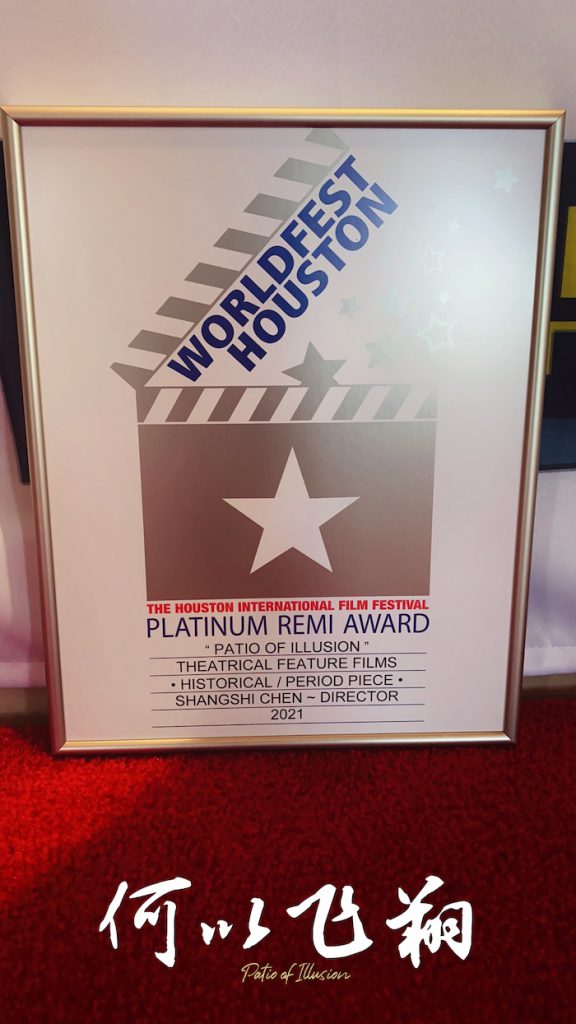 WORLDFEST
HOUSTON
THE HOUSTON INTERNATIONAL FILM FESTIVAL
PLATINUM REMI AWARD
“ PATIO OF ILLUSION ”
THEATRICAL FEATURE FILMS
• HISTORICAL / PERIOD PIECE •
SHANGSHI CHEN ~ DIRECTOR
2021
何以飞翔
Patio of Illusion